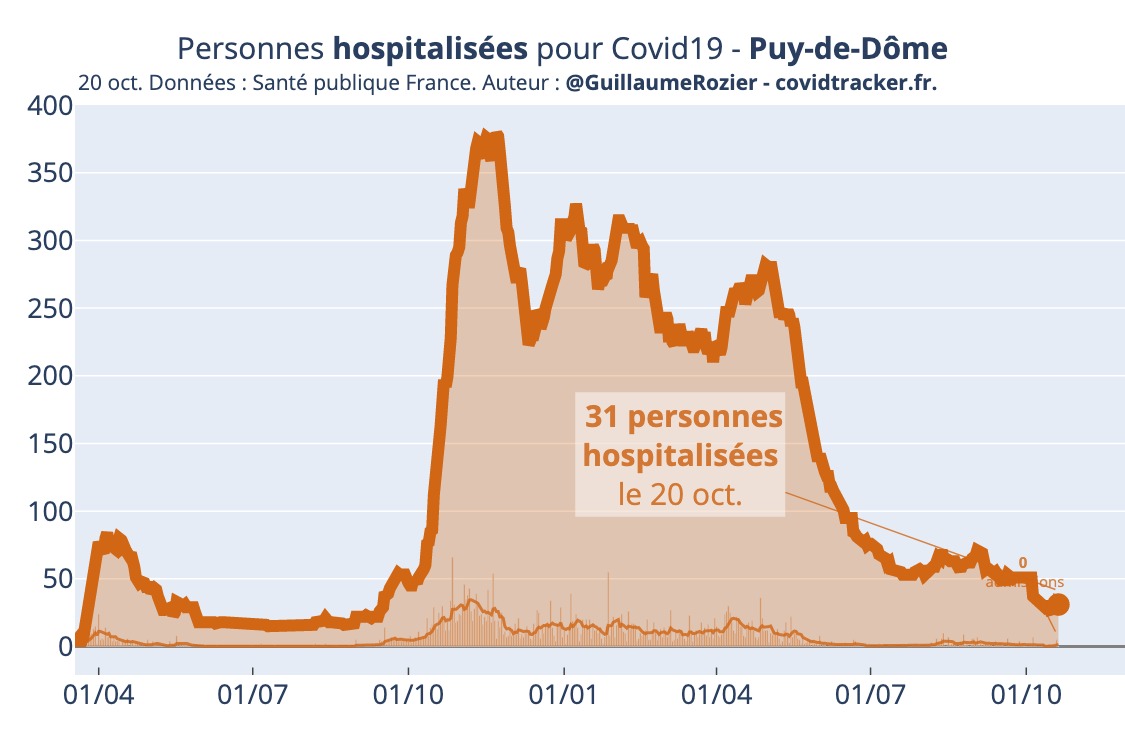 Personnes hospitalisées pour Covid19 - Puy-de-Dôme
20 oct. Données : Santé publique France. Auteur : @GuillaumeRozier - covidtracker.fr.
400
350
300
250
200
150
100
50
0
31 personnes
hospitalisées
le 20 oct.
0
admissions
01/04
01/07
01/10
01/01
01/04
01/07
01/10